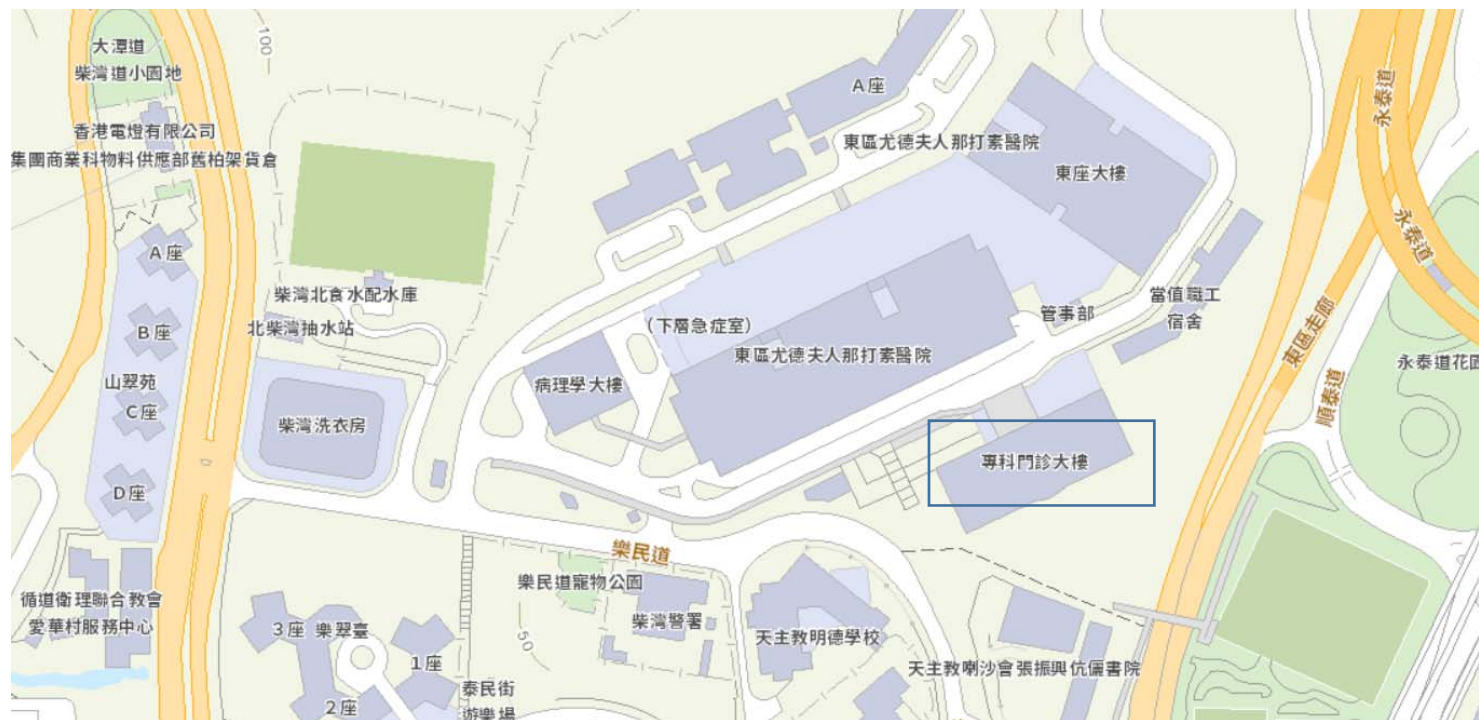 大潭道
柴灣道小園地
100
香港電燈有限公司
集團商業科物料供應部舊柏架貨倉
A座
東區尤德夫人那打素醫院
東座大樓
永泰道
永泰道
A座
柴灣北食水配水庫
北柴灣抽水站
B座
(下層急症室)
東區尤德夫人那打素醫院
管事部
當值職工
宿舍
東區走廊
永泰道花園
山翠苑
C座
病理學大樓
順泰道
柴灣洗衣房
專科門診大樓
D座
樂民道
樂民道寵物公園
循道衛理聯合教會
愛華村服務中心
3座
樂翠臺
1座
50
柴灣警署
天主教明德學校
天主教喇沙會張振興伉儷書院
2座
泰民街
遊樂場